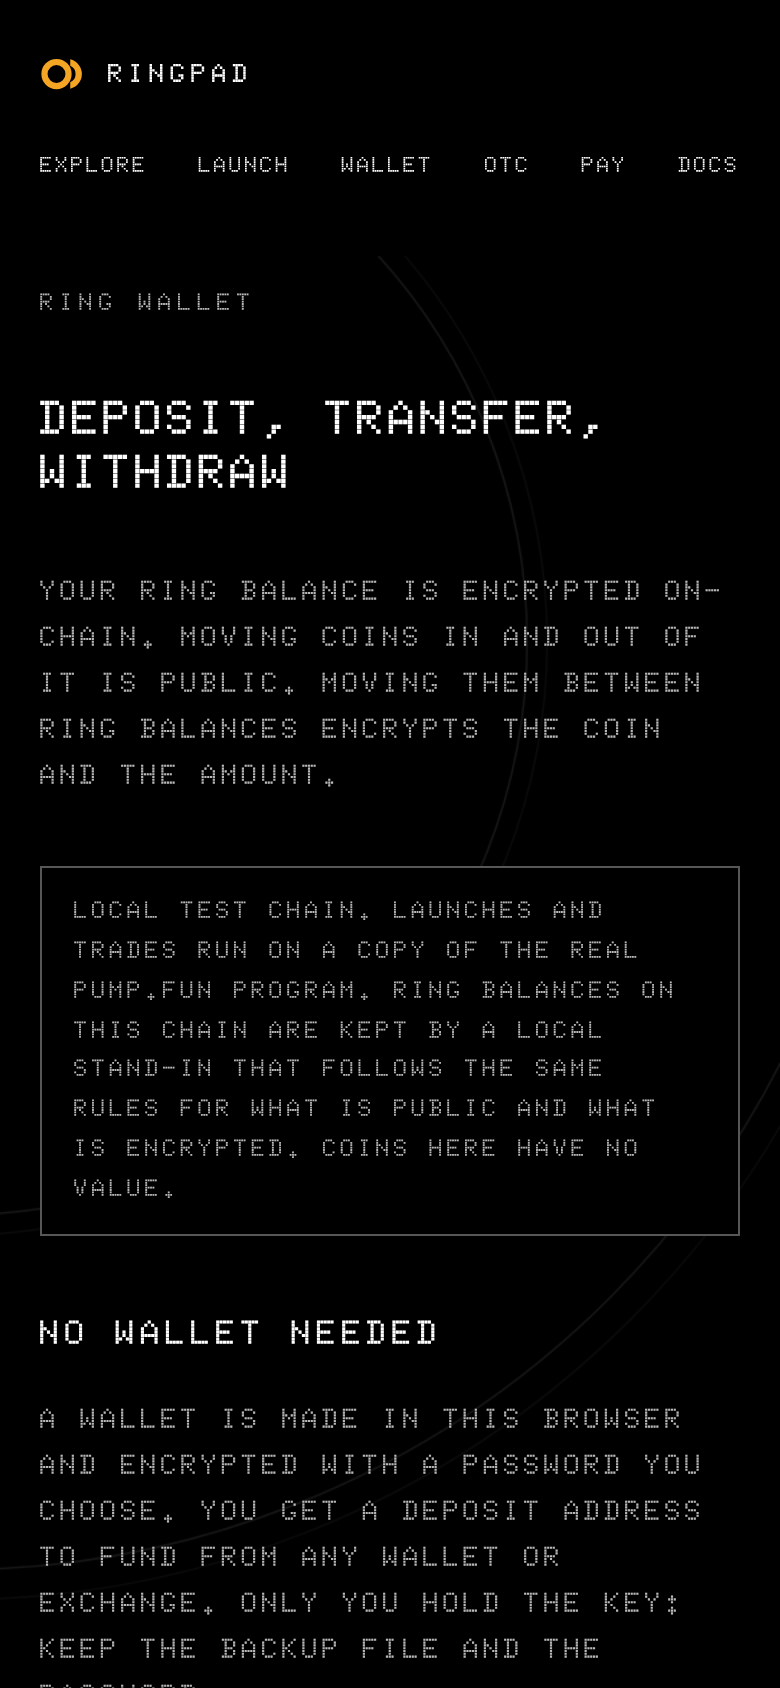 RINGPAD
EXPLORE LAUNCH WALLET OTC PAY DOCS
RING WALLET
DEPOSIT, TRANSFER,
WITHDRAW
YOUR RING BALANCE IS ENCRYPTED ON-
CHAIN. MOVING COINS IN AND OUT OF
IT IS PUBLIC. MOVING THEM BETWEEN
RING BALANCES ENCRYPTS THE COIN
AND THE AMOUNT.
LOCAL TEST CHAIN. LAUNCHES AND
TRADES RUN ON A COPY OF THE REAL
PUMP.FUN PROGRAM. RING BALANCES ON
THIS CHAIN ARE KEPT BY A LOCAL
STAND-IN THAT FOLLOWS THE SAME
RULES FOR WHAT IS PUBLIC AND WHAT
IS ENCRYPTED. COINS HERE HAVE NO
VALUE.
NO WALLET NEEDED
A WALLET IS MADE IN THIS BROWSER
AND ENCRYPTED WITH A PASSWORD YOU
CHOOSE. YOU GET A DEPOSIT ADDRESS
TO FUND FROM ANY WALLET OR
EXCHANGE. ONLY YOU HOLD THE KEY:
KEEP THE BACKUP FILE AND THE